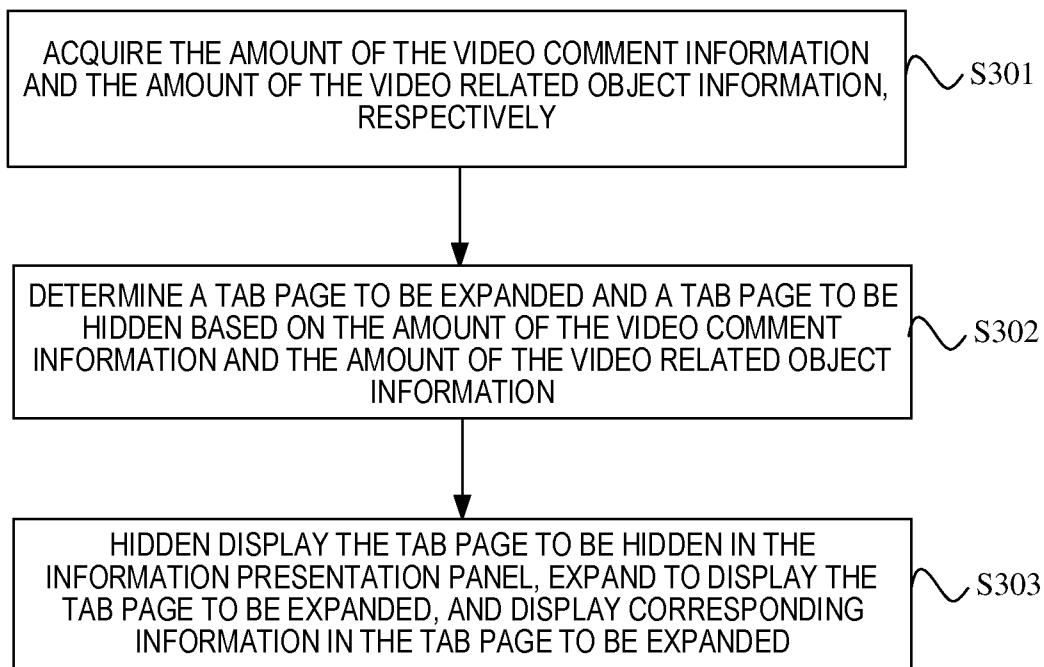 ACQUIRE THE AMOUNT OF THE VIDEO COMMENT INFORMATION
AND THE AMOUNT OF THE VIDEO RELATED OBJECT INFORMATION,
RESPECTIVELY
S301
DETERMINE A TAB PAGE TO BE EXPANDED AND A TAB PAGE TO BE
HIDDEN BASED ON THE AMOUNT OF THE VIDEO COMMENT
INFORMATION AND THE AMOUNT OF THE VIDEO RELATED OBJECT
INFORMATION
S302
HIDDEN DISPLAY THE TAB PAGE TO BE HIDDEN IN THE
INFORMATION PRESENTATION PANEL, EXPAND TO DISPLAY THE
TAB PAGE TO BE EXPANDED, AND DISPLAY CORRESPONDING
INFORMATION IN THE TAB PAGE TO BE EXPANDED
S303